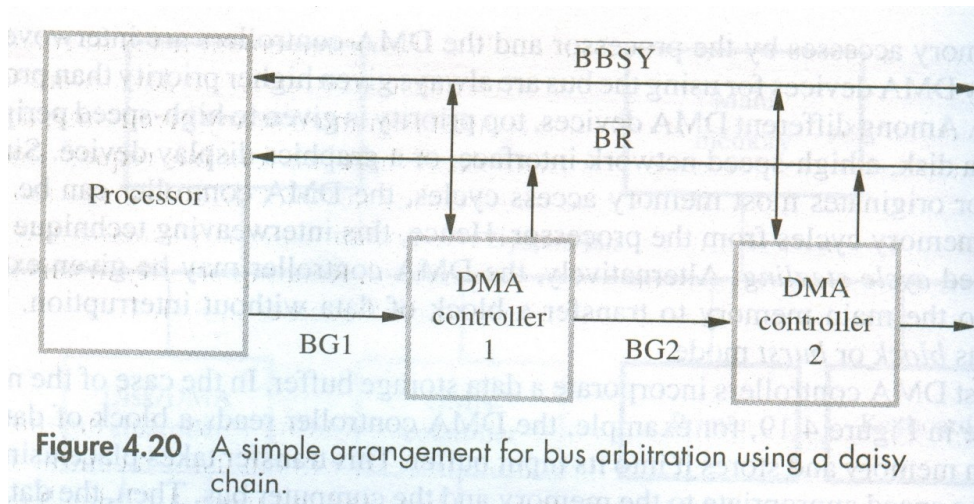 BBSY
BR
Processor
DMA
controller
1
DMA
controller
2
BG1
BG2
Figure 4.20 A simple arrangement for bus arbitration using a daisy
chain.